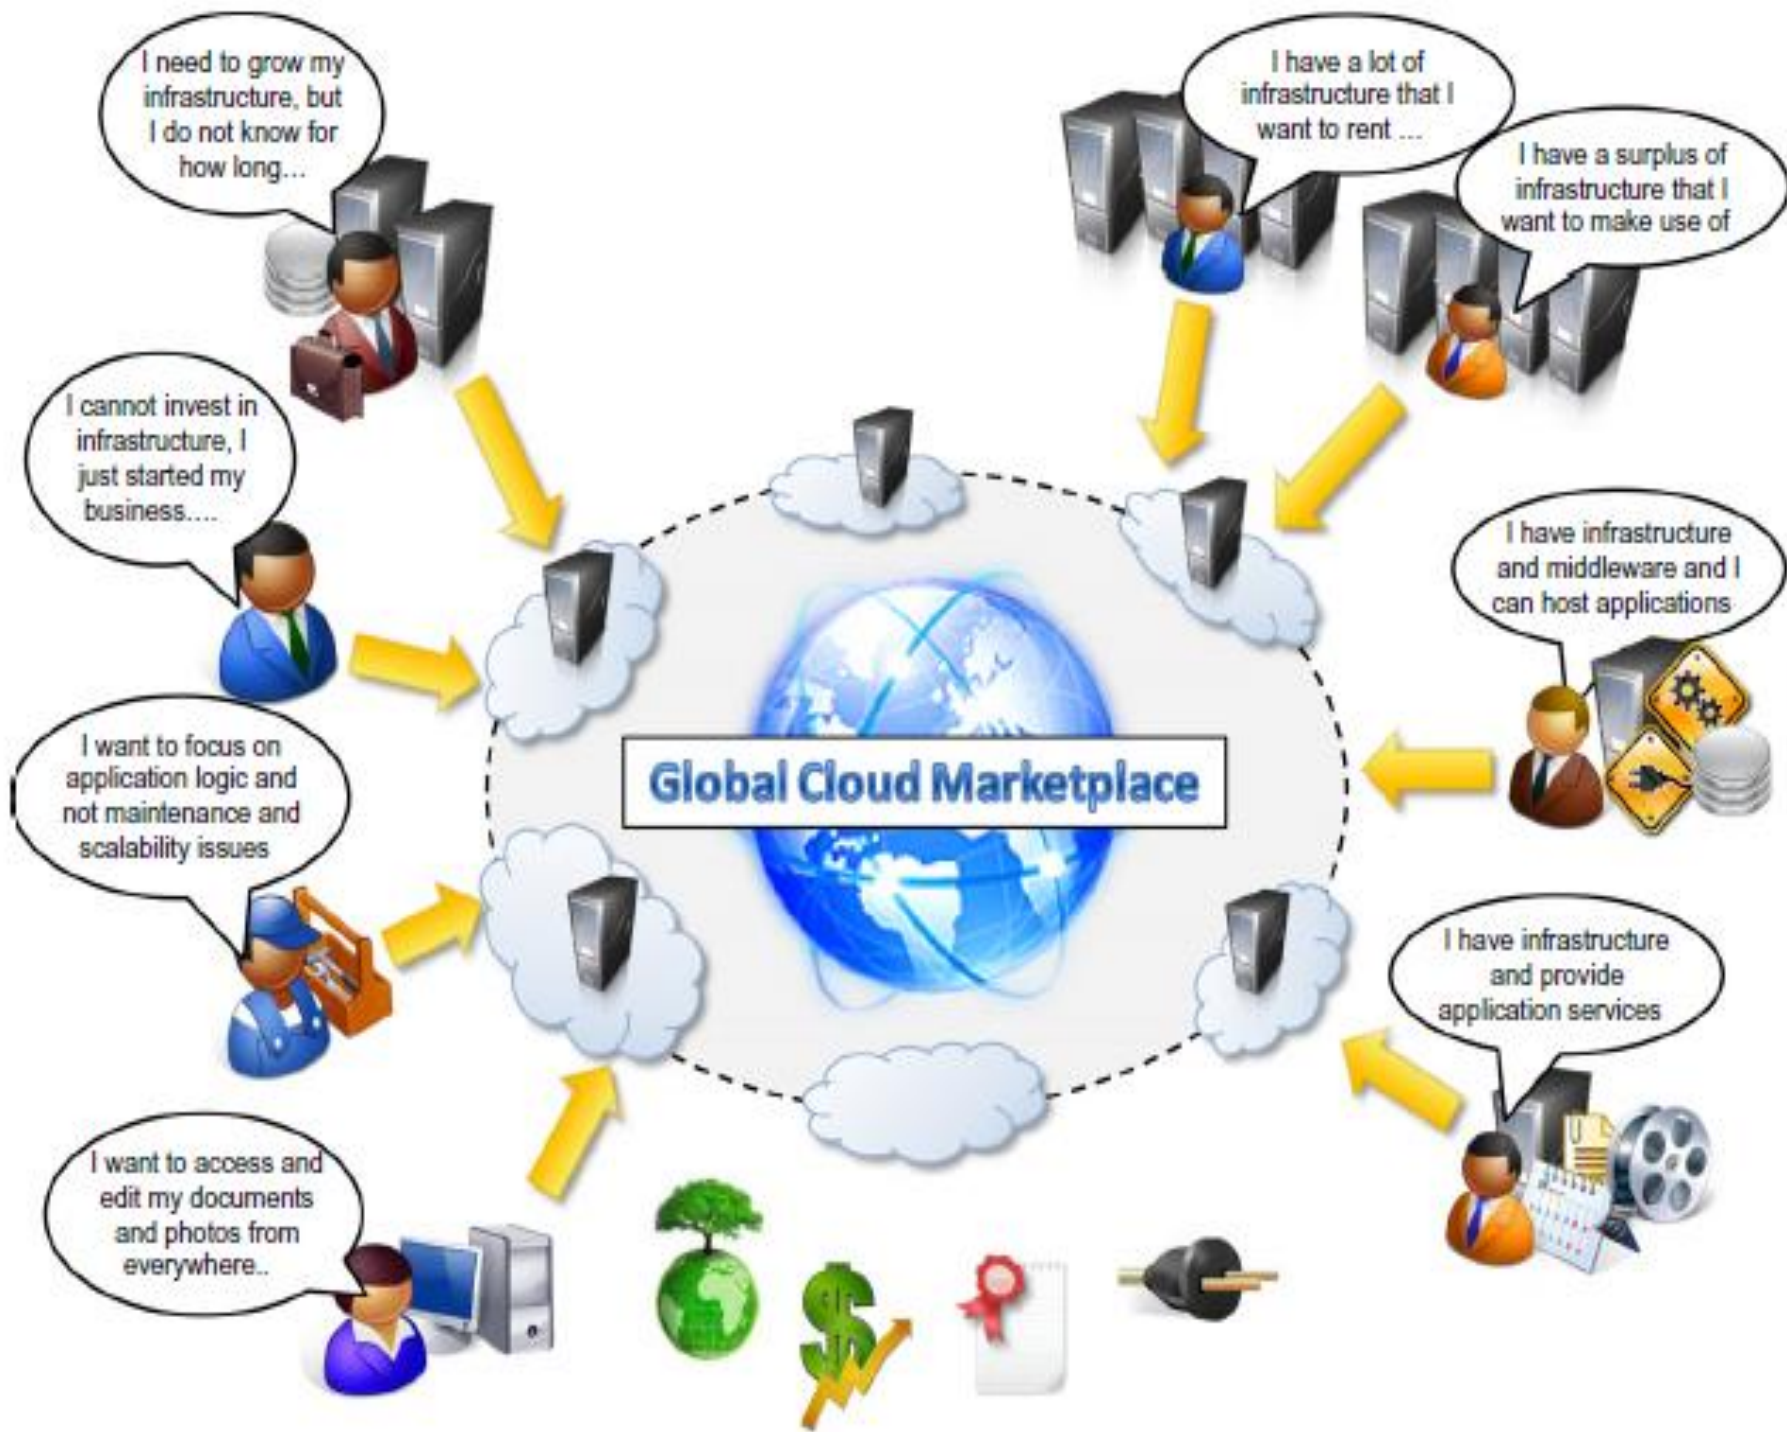 I need to grow my
infrastructure, but
I do not know for
how long...
I have a lot of
infrastructure that I
want to rent ...
I have a surplus of
infrastructure that I
want to make use of
I cannot invest in
infrastructure, I
just started my
business....
I have infrastructure
and middleware and I
can host applications
I want to focus on
application logic and
not maintenance and
scalability issues
Global Cloud Marketplace
I have infrastructure
and provide
application services
I want to access and
edit my documents
and photos from
everywhere..